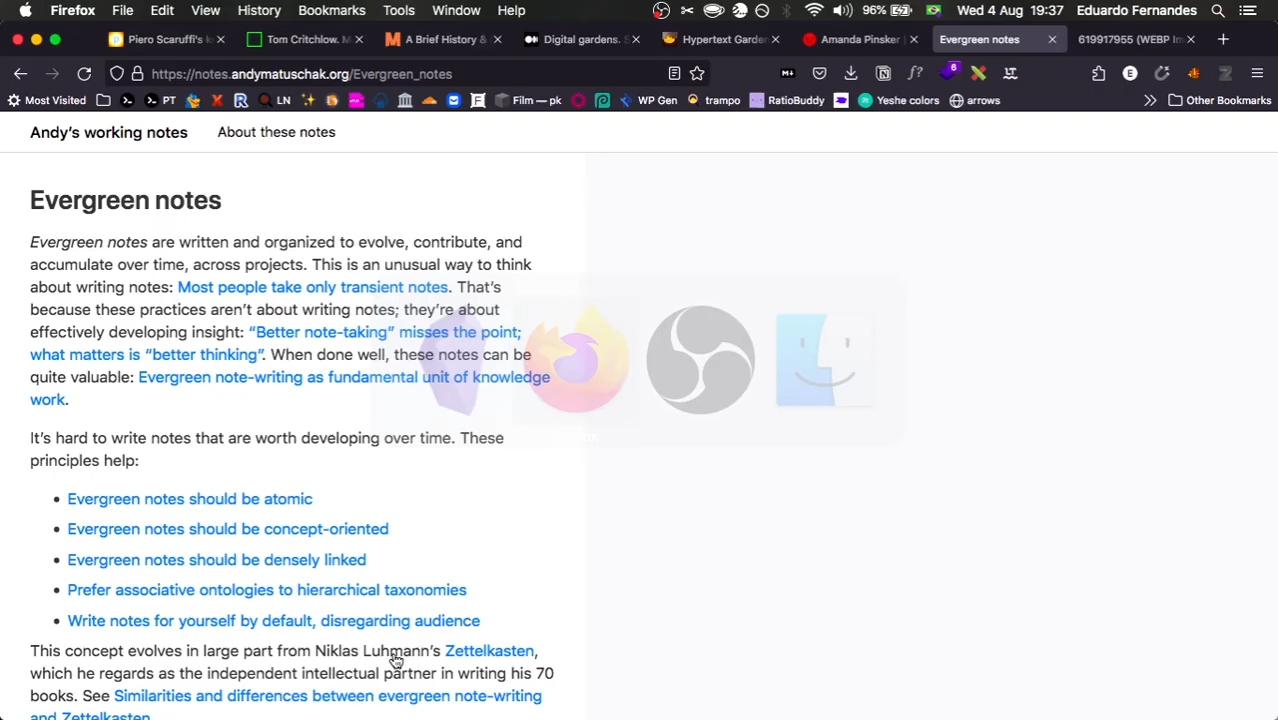 Firefox File Edit View History Bookmarks Tools Window Help 96% Wed 4 Aug 19:37 Eduardo Fernandes
Piero Scaruffi's k Tom Critchlow. M A Brief History & Digital gardens. S Hypertext Garde Amanda Pinsker Evergreen notes 619917955 (WEBP Im
https://notes.andymatuschak.org/Evergreen_notes 6
Most Visited PT LN WP Film — pk WP Gen trampo RatioBuddy Yeshe colors arrows Other Bookmarks
Andy's working notes About these notes
Evergreen notes
Evergreen notes are written and organized to evolve, contribute, and
accumulate over time, across projects. This is an unusual way to think
about writing notes: Most people take only transient notes. That's
because these practices aren't about writing notes; they're about
effectively developing insight: “Better note-taking” misses the point;
what matters is “better thinking”. When done well, these notes can be
quite valuable: Evergreen note-writing as fundamental unit of knowledge
work.
It's hard to write notes that are worth developing over time. These
principles help:
• Evergreen notes should be atomic
• Evergreen notes should be concept-oriented
• Evergreen notes should be densely linked
• Prefer associative ontologies to hierarchical taxonomies
• Write notes for yourself by default, disregarding audience
This concept evolves in large part from Niklas Luhmann's Zettelkasten,
which he regards as the independent intellectual partner in writing his 70
books. See Similarities and differences between evergreen note-writing
and Zettelkasten